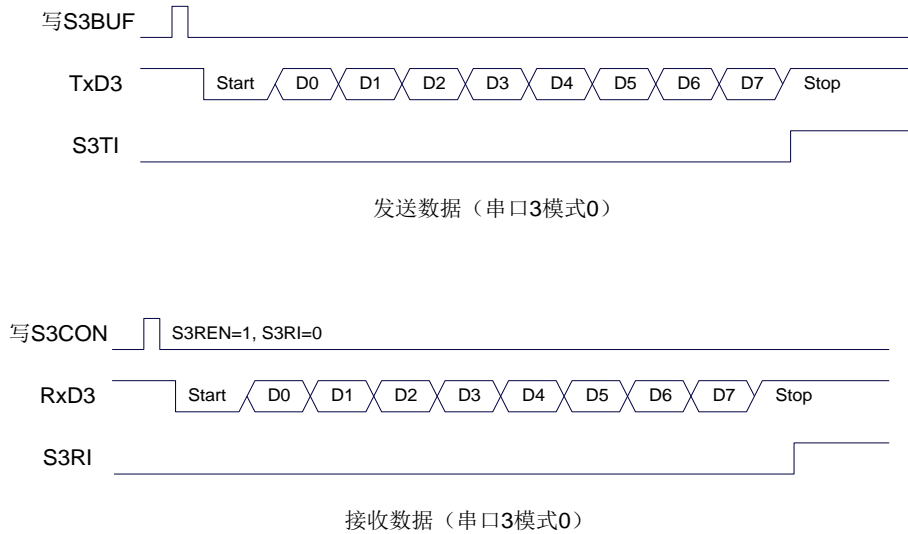 写S3BUF
TxD3 Start D0 D1 D2 D3 D4 D5 D6 D7 Stop
S3TI
发送数据（串口3模式0）
写S3CON S3REN=1, S3RI=0
RxD3 Start D0 D1 D2 D3 D4 D5 D6 D7 Stop
S3RI
接收数据（串口3模式0）